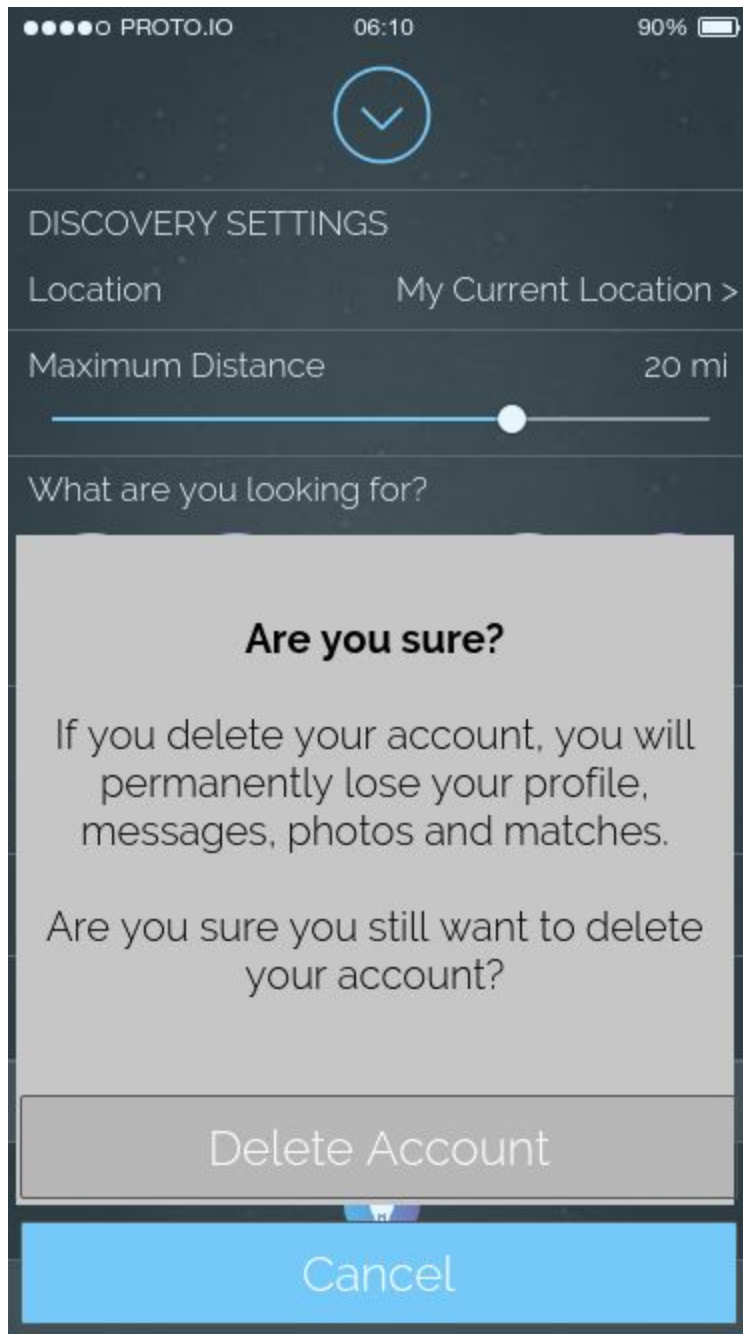 PROTO.IO 06:10 90%
DISCOVERY SETTINGS
Location My Current Location >
Maximum Distance 20 mi
What are you looking for?
Are you sure?
If you delete your account, you will
permanently lose your profile,
messages, photos and matches.
Are you sure you still want to delete
your account?
Delete Account
Cancel